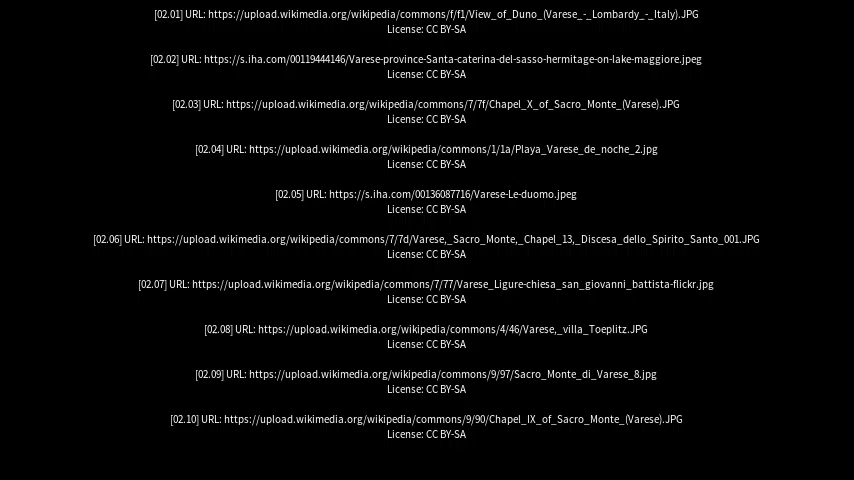 [02.01] URL: https://upload.wikimedia.org/wikipedia/commons/f/f1/View_of_Duno_(Varese_-_Lombardy_-_Italy).JPG
License: CC BY-SA
[02.02] URL: https://s.iha.com/00119444146/Varese-province-Santa-caterina-del-sasso-hermitage-on-lake-maggiore.jpeg
License: CC BY-SA
[02.03] URL: https://upload.wikimedia.org/wikipedia/commons/7/7f/Chapel_X_of_Sacro_Monte_(Varese).JPG
License: CC BY-SA
[02.04] URL: https://upload.wikimedia.org/wikipedia/commons/1/1a/Playa_Varese_de_noche_2.jpg
License: CC BY-SA
[02.05] URL: https://s.iha.com/00136087716/Varese-Le-duomo.jpeg
License: CC BY-SA
[02.06] URL: https://upload.wikimedia.org/wikipedia/commons/7/7d/Varese,_Sacro_Monte,_Chapel_13,_Discesa_dello_Spirito_Santo_001.JPG
License: CC BY-SA
[02.07] URL: https://upload.wikimedia.org/wikipedia/commons/7/77/Varese_Ligure-chiesa_san_giovanni_battista-flickr.jpg
License: CC BY-SA
[02.08] URL: https://upload.wikimedia.org/wikipedia/commons/4/46/Varese,_villa_Toeplitz.JPG
License: CC BY-SA
[02.09] URL: https://upload.wikimedia.org/wikipedia/commons/9/97/Sacro_Monte_di_Varese_8.jpg
License: CC BY-SA
[02.10] URL: https://upload.wikimedia.org/wikipedia/commons/9/90/Chapel_IX_of_Sacro_Monte_(Varese).JPG
License: CC BY-SA